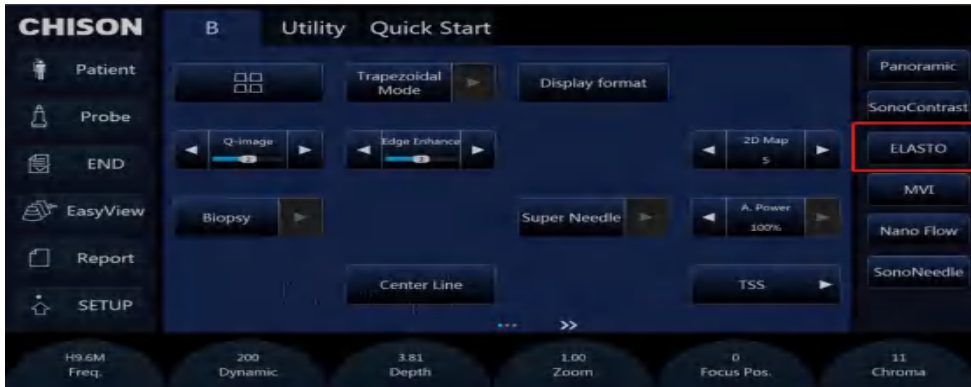 CHISON
B
Utility
Quick Start
Patient
Probe
END
EasyView
Report
SETUP
Trapezoidal
Mode
Display format
Q-image
2
Edge Enhance
2D Map
5
Biopsy
Super Needle
A. Power
100%
Center Line
TSS
Panoramic
SonoContrast
ELASTO
MVI
Nano Flow
SonoNeedle
H9.6M
Freq.
200
Dynamic
3.81
Depth
1.00
Zoom
0
Focus Pos.
11
Chroma